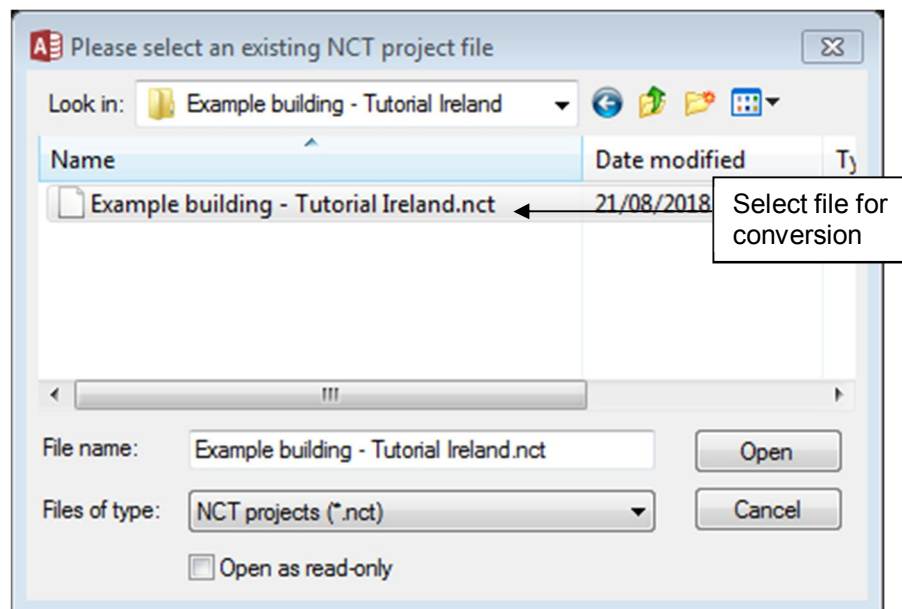 Please select an existing NCT project file
Look in: Example building - Tutorial Ireland
Name Date modified Ty
Example building - Tutorial Ireland.nct 21/08/2018
Select file for
conversion
File name: Example building - Tutorial Ireland.nct Open
Files of type: NCT projects (*.nct) Cancel
Open as read-only